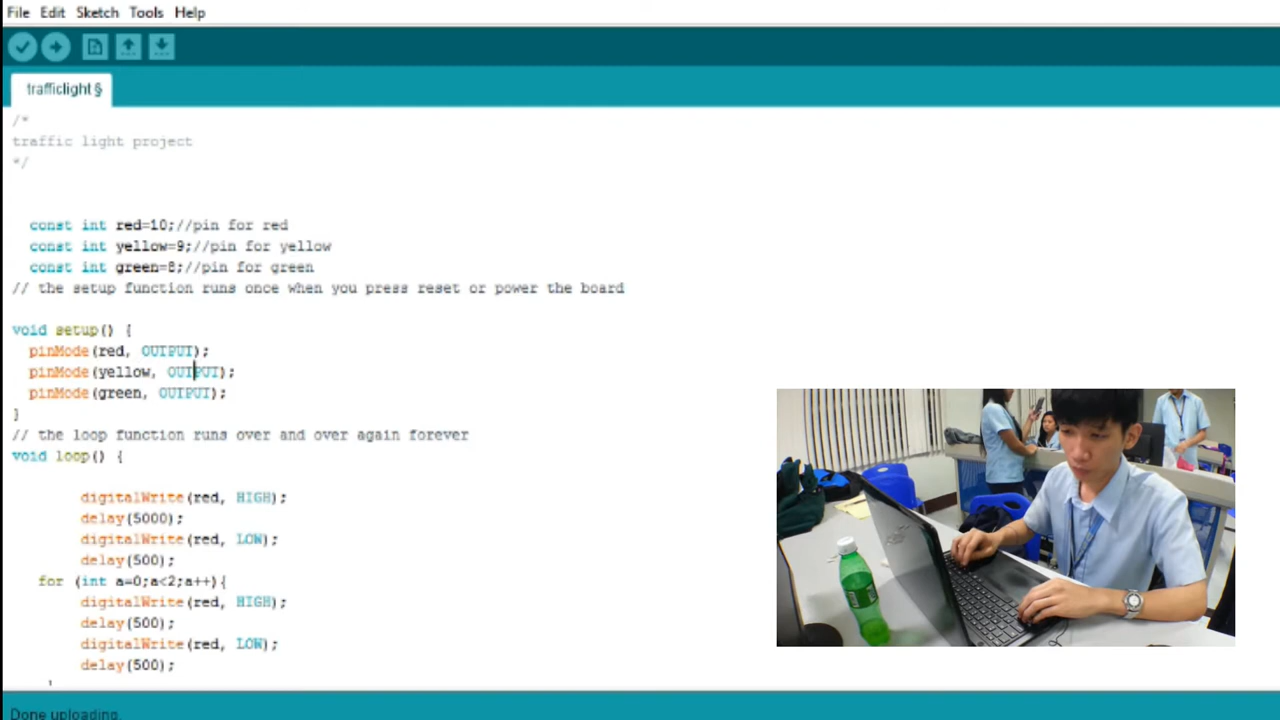 File Edit Sketch Tools Help
trafficlight §
/*
traffic light project
*/
const int red=10;//pin for red
const int yellow=9;//pin for yellow
const int green=8;//pin for green
// the setup function runs once when you press reset or power the board
void setup() {
pinMode(red, OUTPUT);
pinMode(yellow, OUTPUT);
pinMode(green, OUTPUT);
}
// the loop function runs over and over again forever
void loop() {
digitalWrite(red, HIGH);
delay(5000);
digitalWrite(red, LOW);
delay(500);
for (int a=0;a<2;a++){
digitalWrite(red, HIGH);
delay(500);
digitalWrite(red, LOW);
delay(500);
Done uploading.